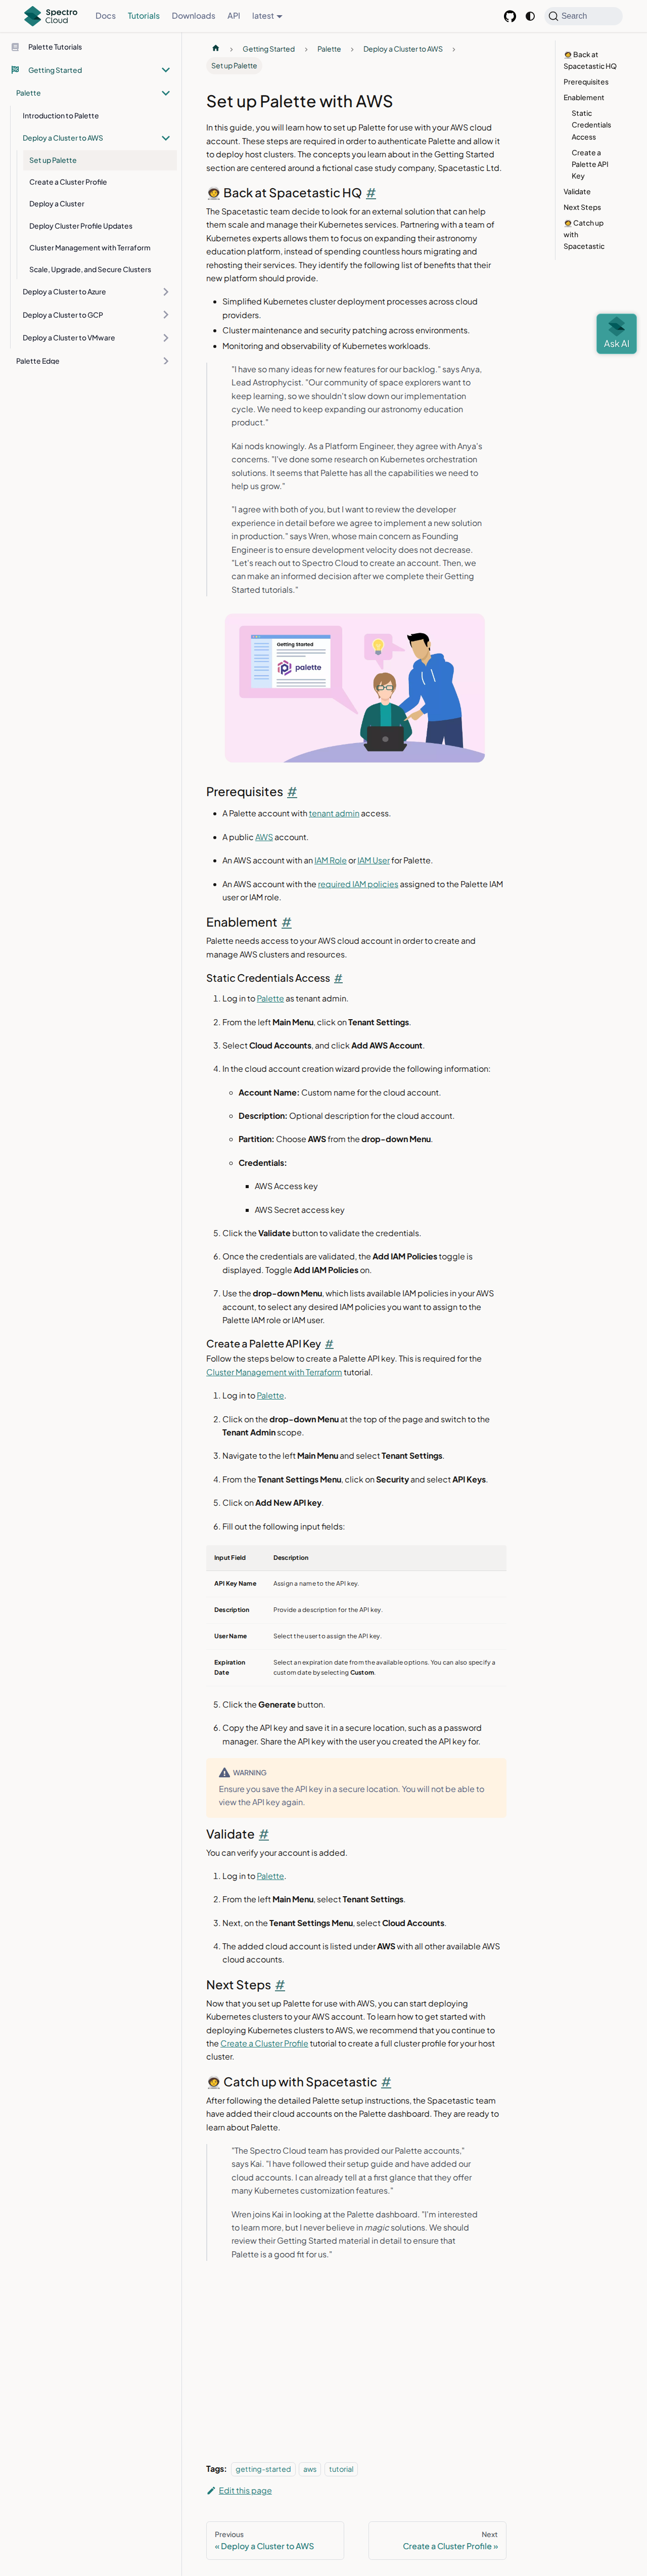 Spectro
Cloud
Docs
Tutorials
Downloads
API
latest
Search
Palette Tutorials
Getting Started
Palette
Introduction to Palette
Deploy a Cluster to AWS
Set up Palette
Create a Cluster Profile
Deploy a Cluster
Deploy Cluster Profile Updates
Cluster Management with Terraform
Scale, Upgrade, and Secure Clusters
Deploy a Cluster to Azure
Deploy a Cluster to GCP
Deploy a Cluster to VMware
Palette Edge
Getting Started
Palette
Deploy a Cluster to AWS
Set up Palette
Set up Palette with AWS
In this guide, you will learn how to set up Palette for use with your AWS cloud
account. These steps are required in order to authenticate Palette and allow it
to deploy host clusters. The concepts you learn about in the Getting Started
section are centered around a fictional case study company, Spacetastic Ltd.
🧑‍🚀 Back at Spacetastic HQ #
The Spacetastic team decide to look for an external solution that can help
them scale and manage their Kubernetes services. Partnering with a team of
Kubernetes experts allows them to focus on expanding their astronomy
education platform, instead of spending countless hours migrating and
rehosting their services. They identify the following list of benefits that their
new platform should provide.
Simplified Kubernetes cluster deployment processes across cloud
providers.
Cluster maintenance and security patching across environments.
Monitoring and observability of Kubernetes workloads.
"I have so many ideas for new features for our backlog." says Anya,
Lead Astrophycist. "Our community of space explorers want to
keep learning, so we shouldn't slow down our implementation
cycle. We need to keep expanding our astronomy education
product."
Kai nods knowingly. As a Platform Engineer, they agree with Anya's
concerns. "I've done some research on Kubernetes orchestration
solutions. It seems that Palette has all the capabilities we need to
help us grow."
"I agree with both of you, but I want to review the developer
experience in detail before we agree to implement a new solution
in production." says Wren, whose main concern as Founding
Engineer is to ensure development velocity does not decrease.
"Let's reach out to Spectro Cloud to create an account. Then, we
can make an informed decision after we complete their Getting
Started tutorials."
Getting Started
palette
Prerequisites #
A Palette account with tenant admin access.
A public AWS account.
An AWS account with an IAM Role or IAM User for Palette.
An AWS account with the required IAM policies assigned to the Palette IAM
user or IAM role.
Enablement #
Palette needs access to your AWS cloud account in order to create and
manage AWS clusters and resources.
Static Credentials Access #
1. Log in to Palette as tenant admin.
2. From the left Main Menu, click on Tenant Settings.
3. Select Cloud Accounts, and click Add AWS Account.
4. In the cloud account creation wizard provide the following information:
Account Name: Custom name for the cloud account.
Description: Optional description for the cloud account.
Partition: Choose AWS from the drop-down Menu.
Credentials:
AWS Access key
AWS Secret access key
5. Click the Validate button to validate the credentials.
6. Once the credentials are validated, the Add IAM Policies toggle is
displayed. Toggle Add IAM Policies on.
7. Use the drop-down Menu, which lists available IAM policies in your AWS
account, to select any desired IAM policies you want to assign to the
Palette IAM role or IAM user.
Create a Palette API Key #
Follow the steps below to create a Palette API key. This is required for the
Cluster Management with Terraform tutorial.
1. Log in to Palette.
2. Click on the drop-down Menu at the top of the page and switch to the
Tenant Admin scope.
3. Navigate to the left Main Menu and select Tenant Settings.
4. From the Tenant Settings Menu, click on Security and select API Keys.
5. Click on Add New API key.
6. Fill out the following input fields:
Input Field Description
API Key Name Assign a name to the API key.
Description Provide a description for the API key.
User Name Select the user to assign the API key.
Expiration Select an expiration date from the available options. You can also specify a
Date custom date by selecting Custom.
5. Click the Generate button.
6. Copy the API key and save it in a secure location, such as a password
manager. Share the API key with the user you created the API key for.
WARNING
Ensure you save the API key in a secure location. You will not be able to
view the API key again.
Validate #
You can verify your account is added.
1. Log in to Palette.
2. From the left Main Menu, select Tenant Settings.
3. Next, on the Tenant Settings Menu, select Cloud Accounts.
4. The added cloud account is listed under AWS with all other available AWS
cloud accounts.
Next Steps #
Now that you set up Palette for use with AWS, you can start deploying
Kubernetes clusters to your AWS account. To learn how to get started with
deploying Kubernetes clusters to AWS, we recommend that you continue to
the Create a Cluster Profile tutorial to create a full cluster profile for your host
cluster.
🧑‍🚀 Catch up with Spacetastic #
After following the detailed Palette setup instructions, the Spacetastic team
have added their cloud accounts on the Palette dashboard. They are ready to
learn about Palette.
"The Spectro Cloud team has provided our Palette accounts,"
says Kai. "I have followed their setup guide and have added our
cloud accounts. I can already tell at a first glance that they offer
many Kubernetes customization features."
Wren joins Kai in looking at the Palette dashboard. "I'm interested
to learn more, but I never believe in magic solutions. We should
review their Getting Started material in detail to ensure that
Palette is a good fit for us."
Tags: getting-started aws tutorial
Edit this page
Previous
« Deploy a Cluster to AWS
Next
Create a Cluster Profile »
🧑‍🚀 Back at
Spacetastic HQ
Prerequisites
Enablement
Static
Credentials
Access
Create a
Palette API
Key
Validate
Next Steps
🧑‍🚀 Catch up
with
Spacetastic
Ask AI